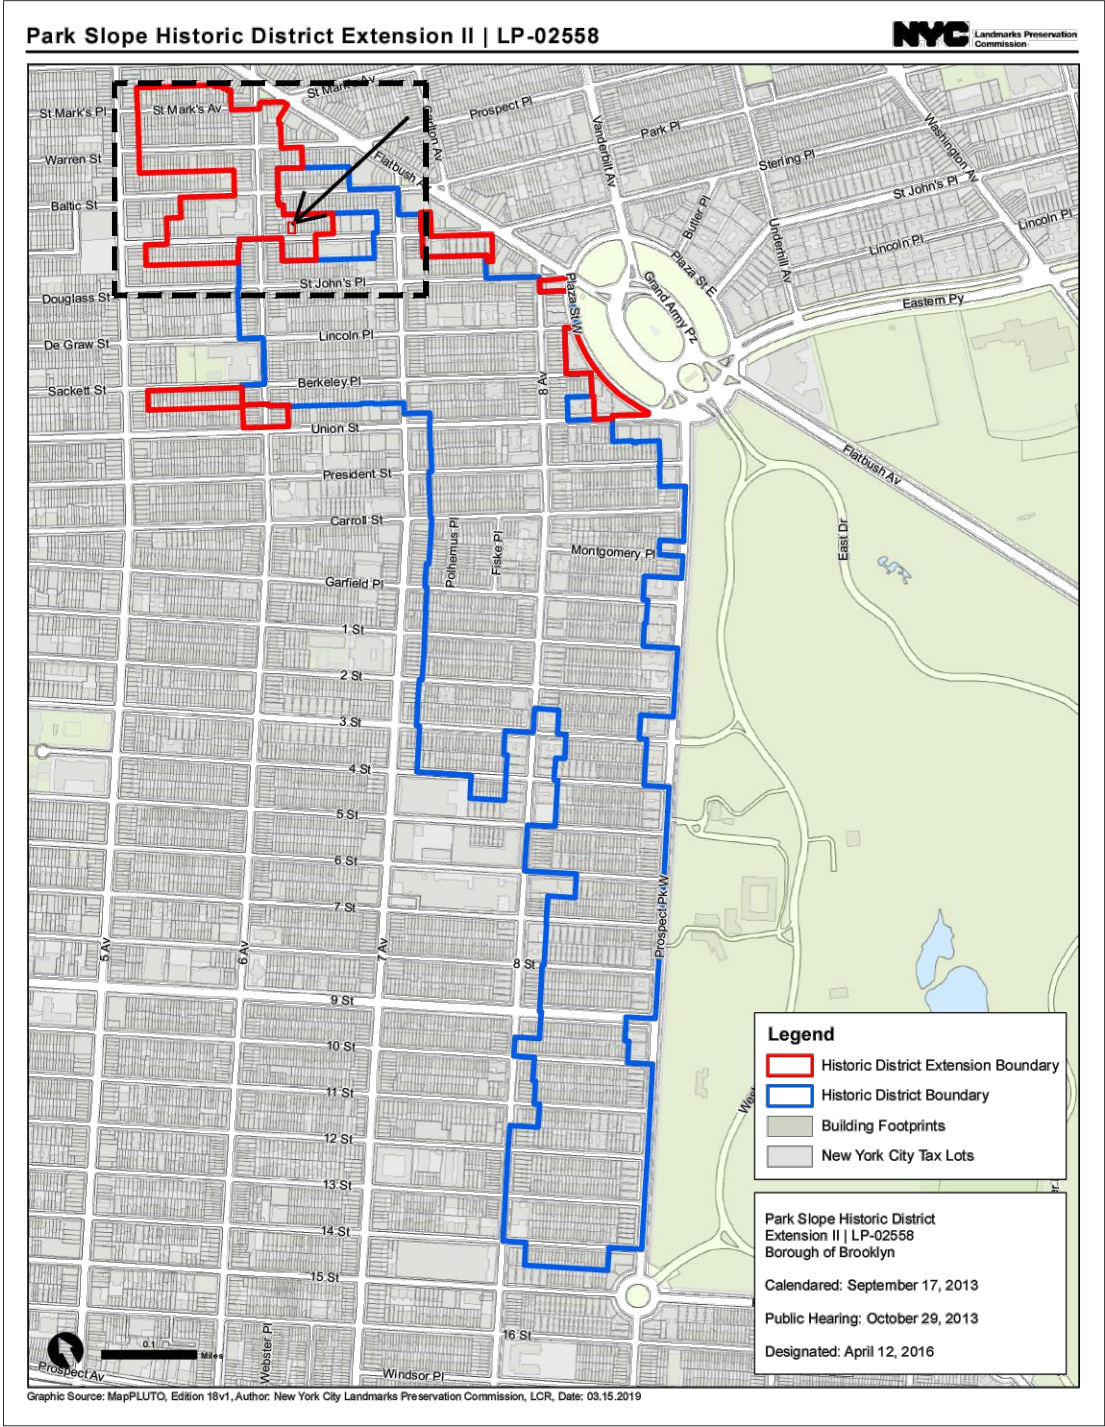 Park Slope Historic District Extension II | LP-02558
NYC
Landmarks Preservation
Commission
St Mark's Av
Prospect Pl
St Mark's Pl
St Mark's Av
Carlton Av
Vanderbilt Av
Park Pl
Washington Av
Warren St
Flatbush
Sterling Pl
St John's Pl
Baltic St
Butler Pl
Underhill Av
Lincoln Pl
Lincoln Pl
Plaza St E
St John's Pl
Plaza St W
Grand Army Pz
Douglass St
Eastern Py
Lincoln Pl
De Graw St
Berkeley Pl
8 Av
Sackett St
Union St
Flatbush Av
President St
Carroll St
Polhemus Pl
Fiske Pl
Montgomery Pl
East Dr
Garfield Pl
1 St
2 St
3 St
4 St
5 St
6 St
7 St
5 Av
6 Av
7 Av
8 St
Prospect Pk W
9 St
10 St
11 St
12 St
13 St
14 St
15 St
16 St
Webster Pl
Windsor Pl
Prospect Av
0.1
Miles
Legend
Historic District Extension Boundary
Historic District Boundary
Building Footprints
New York City Tax Lots
Park Slope Historic District
Extension II | LP-02558
Borough of Brooklyn
Calendared: September 17, 2013
Public Hearing: October 29, 2013
Designated: April 12, 2016
Graphic Source: MapPLUTO, Edition 18v1, Author: New York City Landmarks Preservation Commission, LCR, Date: 03.15.2019